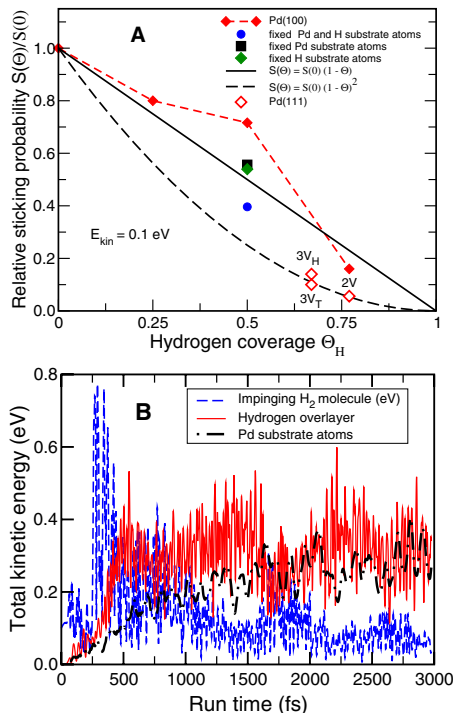 A
Pd(100)
fixed Pd and H substrate atoms
fixed Pd substrate atoms
fixed H substrate atoms
S(Θ) = S(0) (1 - Θ)
S(Θ) = S(0) (1 - Θ)²
Pd(111)
Relative sticking probability S(Θ)/S(0)
1.0
0.8
0.6
0.4
0.2
0.0
E_kin = 0.1 eV
3V_H
3V_T
2V
0 0.25 0.5 0.75 1
Hydrogen coverage Θ_H
B
Impinging H₂ molecule (eV)
Hydrogen overlayer
Pd substrate atoms
Total kinetic energy (eV)
0.8
0.6
0.4
0.2
0.0
0 500 1000 1500 2000 2500 3000
Run time (fs)